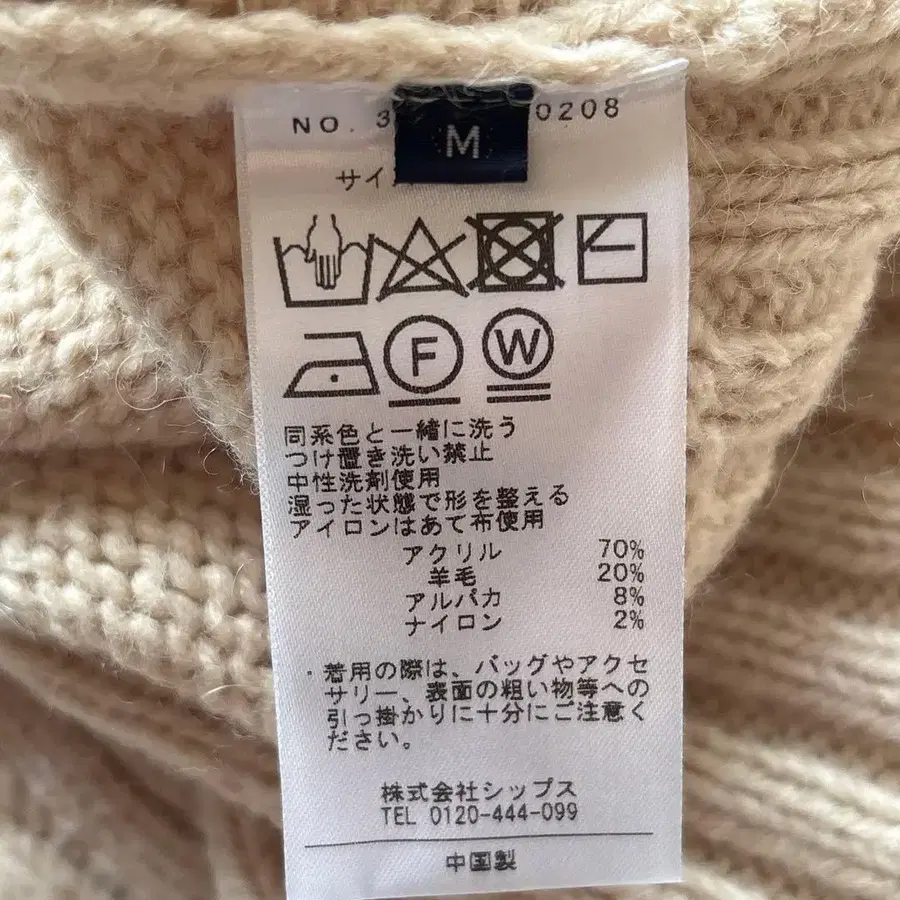 NO. 3 0208
M
サイ
F W
同系色と一緒に洗う
つけ置き洗い禁止
中性洗剤使用
湿った状態で形を整える
アイロンはあて布使用
アクリル 70%
羊毛 20%
アルパカ 8%
ナイロン 2%
・着用の際は、バッグやアクセ
サリー、表面の粗い物等への
引っ掛かりに十分にご注意く
ださい。
株式会社シップス
TEL 0120-444-099
中国製